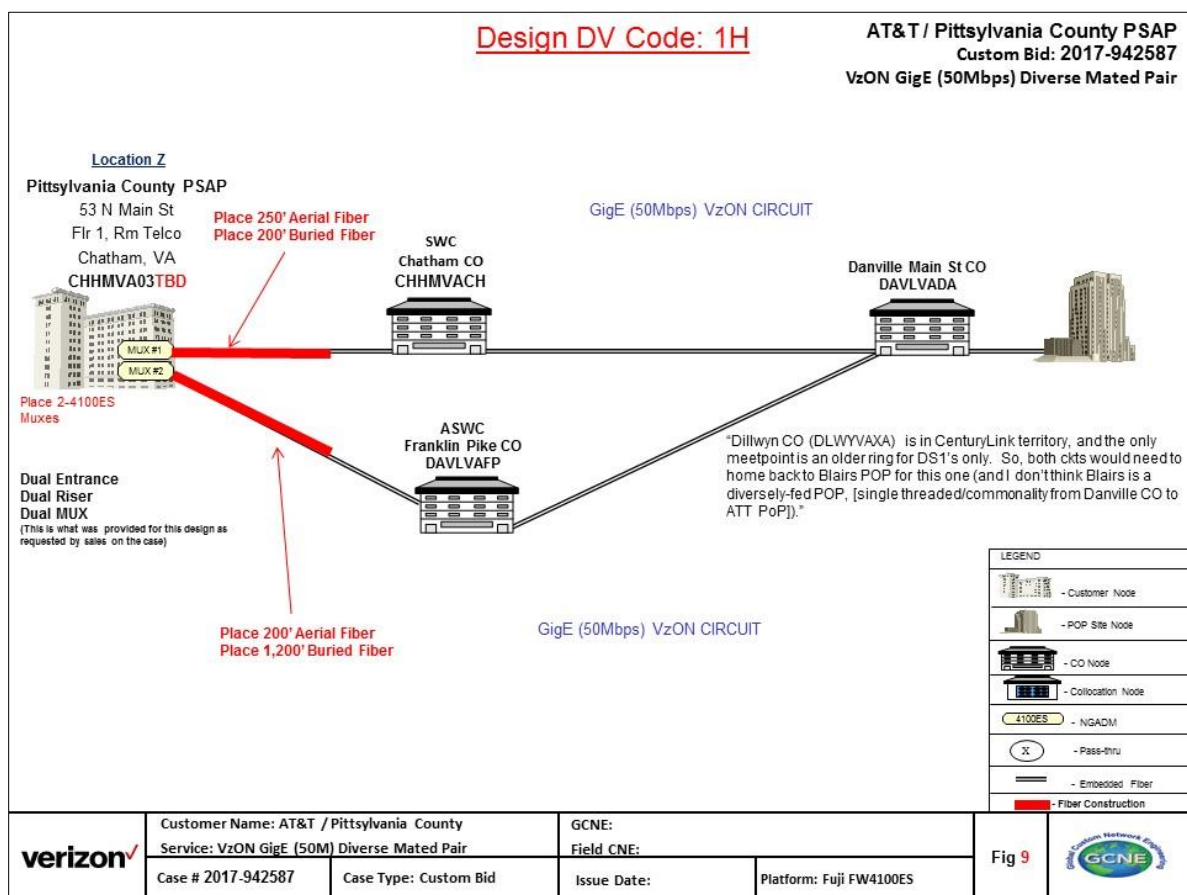 Design DV Code: 1H
AT&T / Pittsylvania County PSAP
Custom Bid: 2017-942587
VzON GigE (50Mbps) Diverse Mated Pair
Location Z
Pittsylvania County PSAP
53 N Main St
Flr 1, Rm Telco
Chatham, VA
CHHMVA03TBD
Place 250' Aerial Fiber
Place 200' Buried Fiber
GigE (50Mbps) VzON CIRCUIT
SWC
Chatham CO
CHHMVACH
Danville Main St CO
DAVLVADA
MUX #1
MUX #2
Place 2-4100ES
Muxes
ASWC
Franklin Pike CO
DAVLVAFP
"Dillwyn CO (DLWYVAXA) is in CenturyLink territory, and the only
meetpoint is an older ring for DS1's only. So, both ckts would need to
home back to Blairs POP for this one (and I don't think Blairs is a
diversely-fed POP, [single threaded/commonality from Danville CO to
ATT PoP])."
Dual Entrance
Dual Riser
Dual MUX
(This is what was provided for this design as
requested by sales on the case)
Place 200' Aerial Fiber
Place 1,200' Buried Fiber
GigE (50Mbps) VzON CIRCUIT
LEGEND
- Customer Node
- POP Site Node
- CO Node
- Collocation Node
4100ES - NGADM
X - Pass-thru
- Embedded Fiber
- Fiber Construction
verizon
Customer Name: AT&T / Pittsylvania County
Service: VzON GigE (50M) Diverse Mated Pair
Case # 2017-942587
Case Type: Custom Bid
GCNE:
Field CNE:
Issue Date:
Platform: Fuji FW4100ES
Fig 9
Global Custom Network Engineering
GCNE